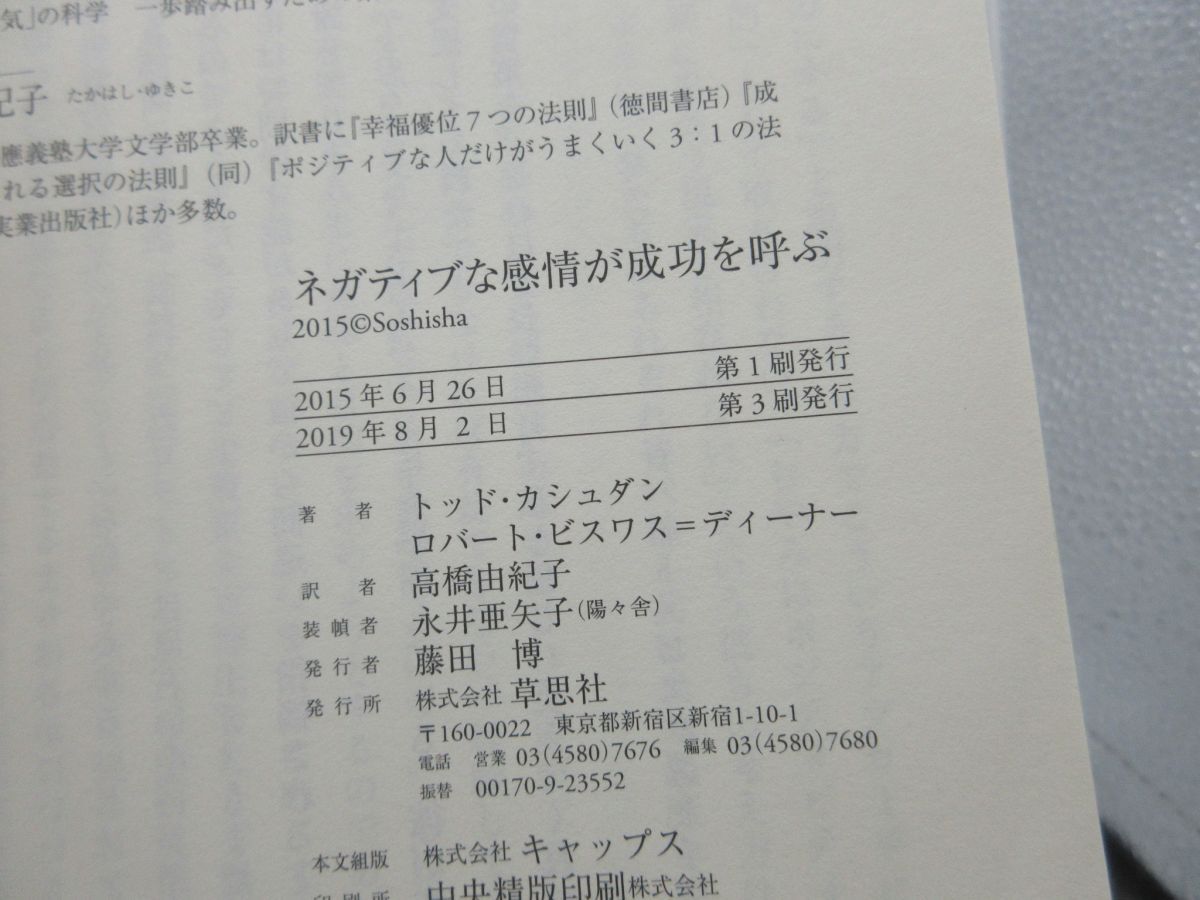 気」の科学　一歩踏み出すため
紀子 たかはし・ゆきこ
應義塾大学文学部卒業。訳書に『幸福優位7つの法則』（徳間書店）『成
れる選択の法則』（同）『ポジティブな人だけがうまくいく3：1の法
実業出版社）ほか多数。
ネガティブな感情が成功を呼ぶ
2015©Soshisha
2015年6月26日　第1刷発行
2019年8月2日　第3刷発行
著者　トッド・カシュダン
ロバート・ビスワス＝ディーナー
訳者　高橋由紀子
装幀者　永井亜矢子（陽々舎）
発行者　藤田　博
発行所　株式会社 草思社
〒160-0022　東京都新宿区新宿1-10-1
電話　営業 03(4580)7676　編集 03(4580)7680
振替　00170-9-23552
本文組版　株式会社 キャップス
印刷所　中央精版印刷株式会社